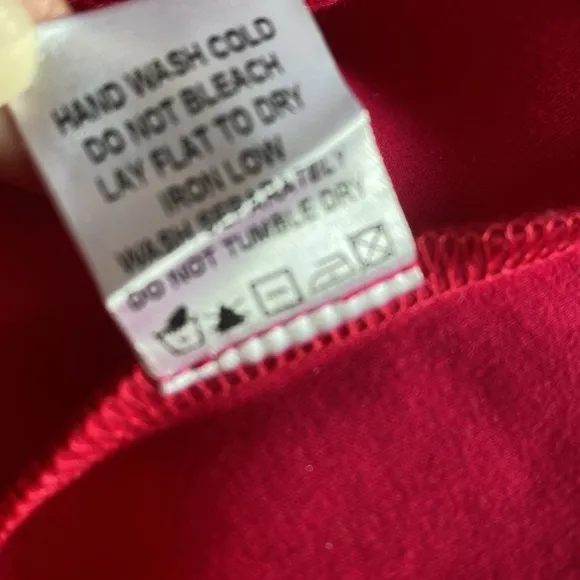 HAND WASH COLD
DO NOT BLEACH
LAY FLAT TO DRY
IRON LOW
WASH SEPARATELY
DO NOT TUMBLE DRY